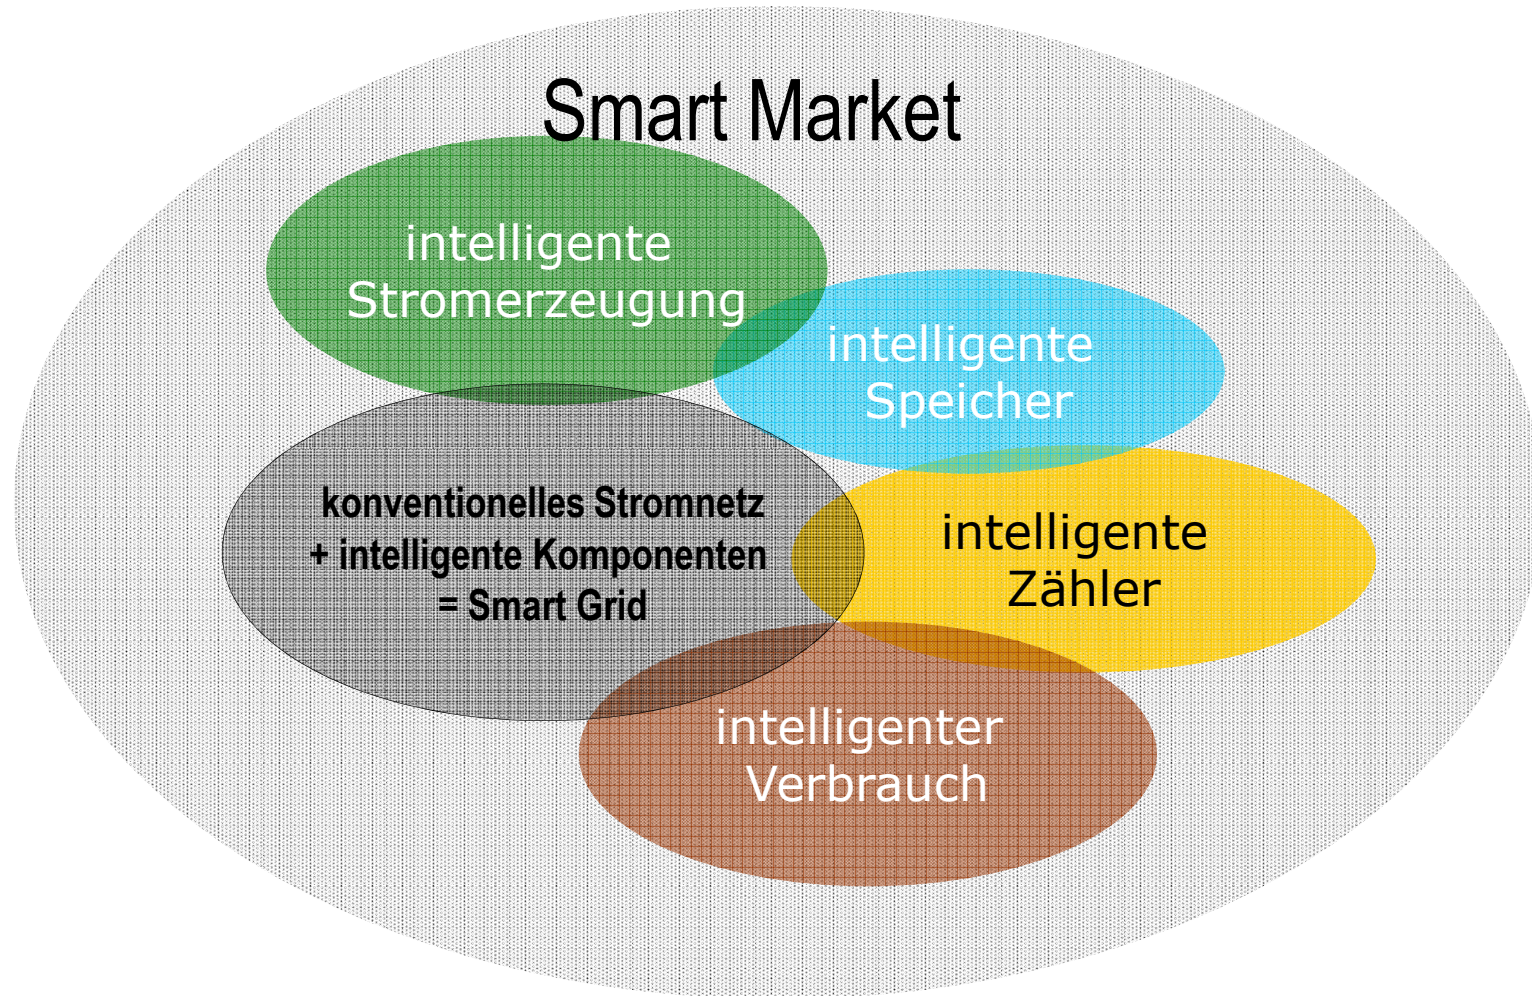 Smart Market
intelligente
Stromerzeugung
intelligente
Speicher
konventionelles Stromnetz
+ intelligente Komponenten
= Smart Grid
intelligente
Zähler
intelligenter
Verbrauch